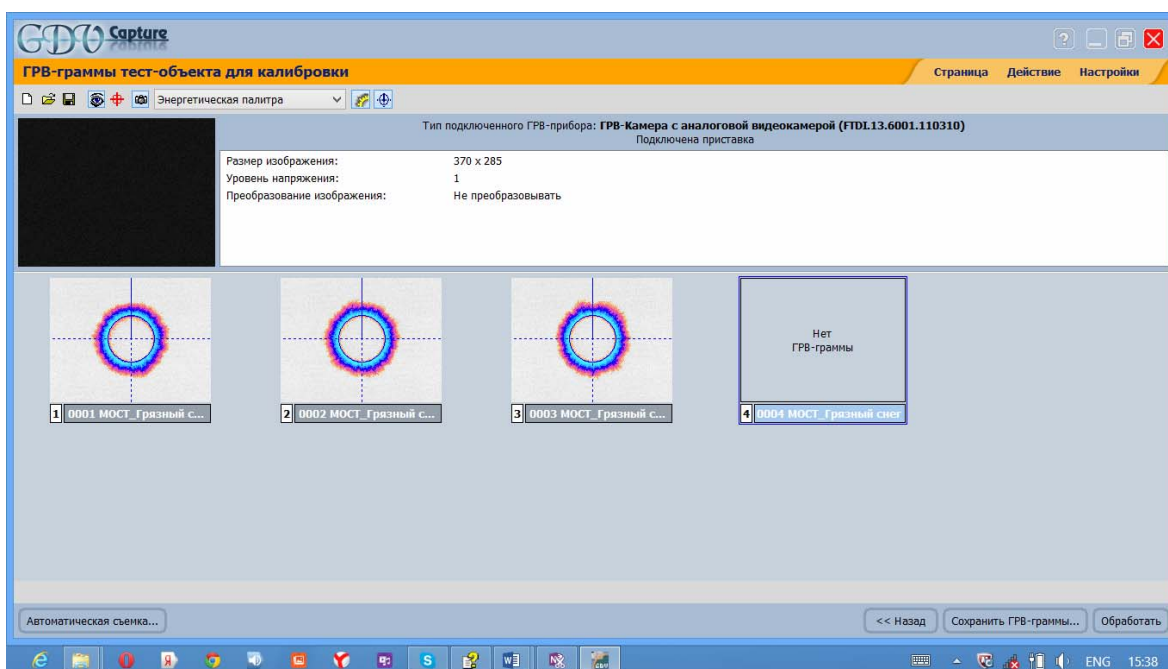 GDV Capture
ГРВ-граммы тест-объекта для калибровки
Страница Действие Настройки
Энергетическая палитра
Тип подключенного ГРВ-прибора: ГРВ-Камера с аналоговой видеокамерой (FTDI.13.6001.110310)
Подключена приставка
Размер изображения: 370 x 285
Уровень напряжения: 1
Преобразование изображения: Не преобразовывать
Нет
ГРВ-граммы
1 0001 МОСТ_Грязный с...
2 0002 МОСТ_Грязный с...
3 0003 МОСТ_Грязный с...
4 0004 МОСТ_Грязный снег
Автоматическая съемка...
<< Назад
Сохранить ГРВ-граммы...
Обработать
ENG 15:38